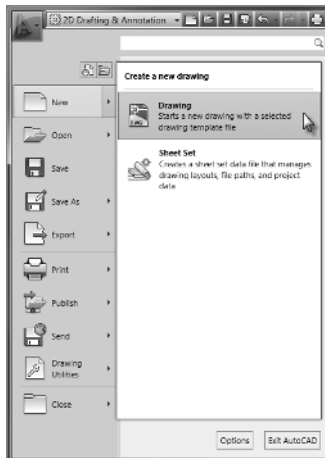 2D Drafting & Annotation
Create a new drawing
New
Drawing
Starts a new drawing with a selected
drawing template file
Open
Sheet Set
Creates a sheet set data file that manages
drawing layouts, file paths, and project
data
Save
Save As
Export
Print
Publish
Send
Drawing
Utilities
Close
Options
Exit AutoCAD